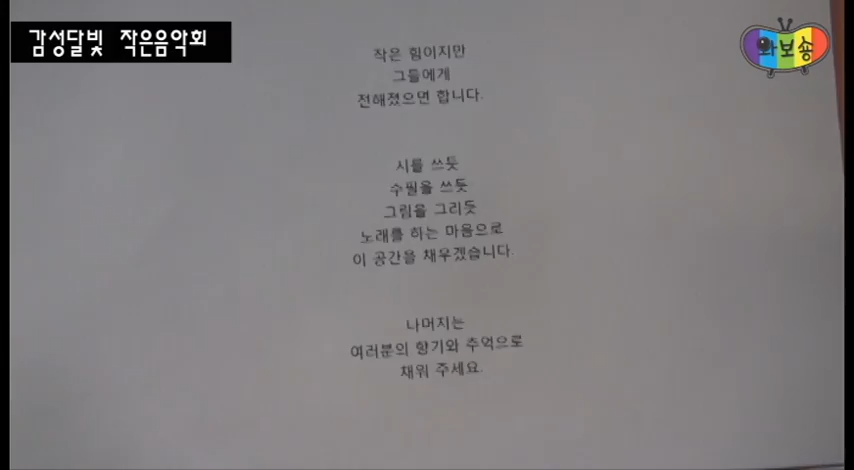 감성달빛 작은음악회
와보숑
작은 힘이지만
그들에게
전해졌으면 합니다.
시를 쓰듯
수필을 쓰듯
그림을 그리듯
노래를 하는 마음으로
이 공간을 채우겠습니다.
나머지는
여러분의 향기와 추억으로
채워 주세요.